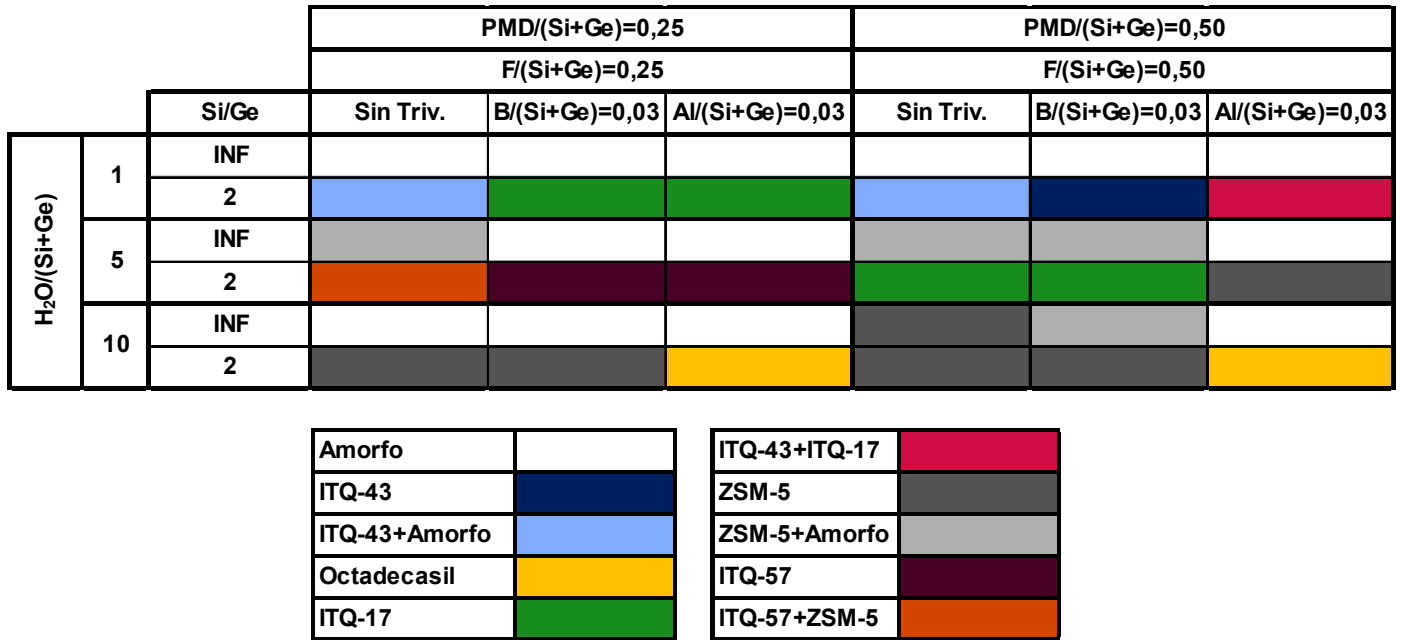 PMD/(Si+Ge)=0,25 PMD/(Si+Ge)=0,50
F/(Si+Ge)=0,25 F/(Si+Ge)=0,50
Si/Ge Sin Triv. B/(Si+Ge)=0,03 Al/(Si+Ge)=0,03 Sin Triv. B/(Si+Ge)=0,03 Al/(Si+Ge)=0,03
H₂O/(Si+Ge)
1 INF
2
5 INF
2
10 INF
2
Amorfo ITQ-43+ITQ-17
ITQ-43 ZSM-5
ITQ-43+Amorfo ZSM-5+Amorfo
Octadecasil ITQ-57
ITQ-17 ITQ-57+ZSM-5